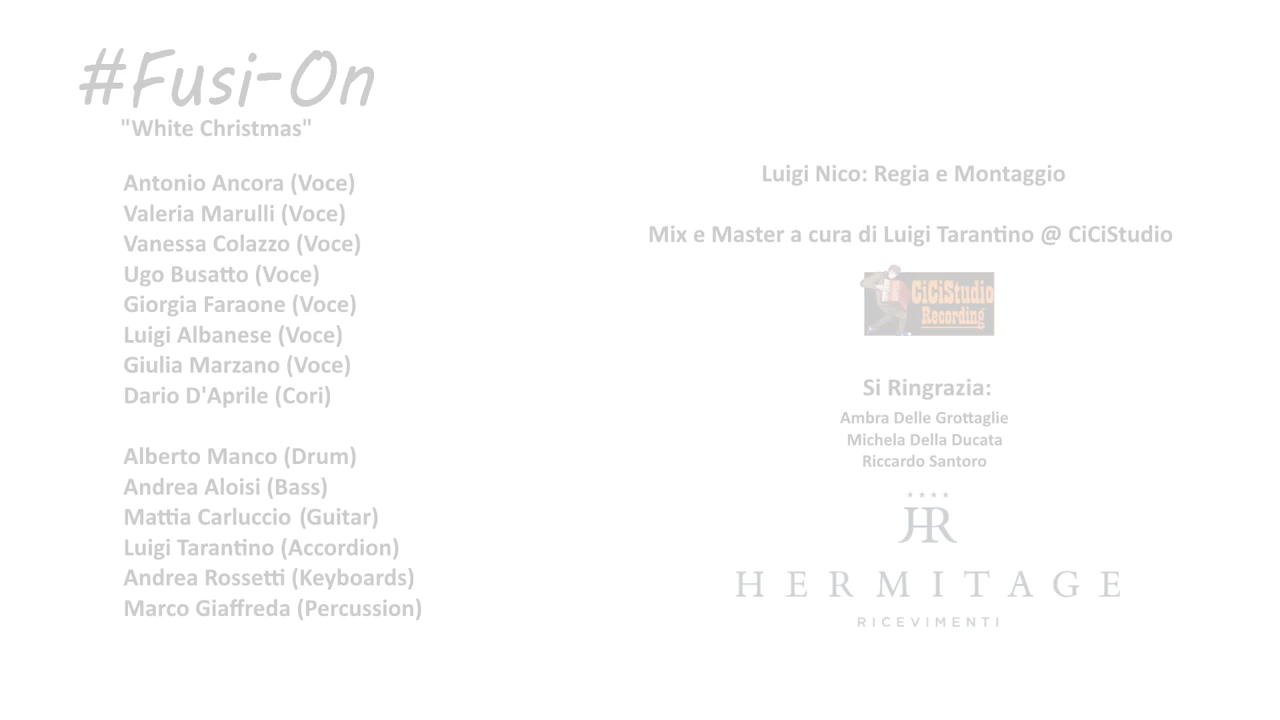 #Fusi-On
"White Christmas"
Antonio Ancora (Voce)
Valeria Marulli (Voce)
Vanessa Colazzo (Voce)
Ugo Busatto (Voce)
Giorgia Faraone (Voce)
Luigi Albanese (Voce)
Giulia Marzano (Voce)
Dario D'Aprile (Cori)
Alberto Manco (Drum)
Andrea Aloisi (Bass)
Mattia Carluccio (Guitar)
Luigi Tarantino (Accordion)
Andrea Rossetti (Keyboards)
Marco Giaffreda (Percussion)
Luigi Nico: Regia e Montaggio
Mix e Master a cura di Luigi Tarantino @ CiCiStudio
CiCiStudio
Recording
Si Ringrazia:
Ambra Delle Grottaglie
Michela Della Ducata
Riccardo Santoro
HR
HERMITAGE
RICEVIMENTI